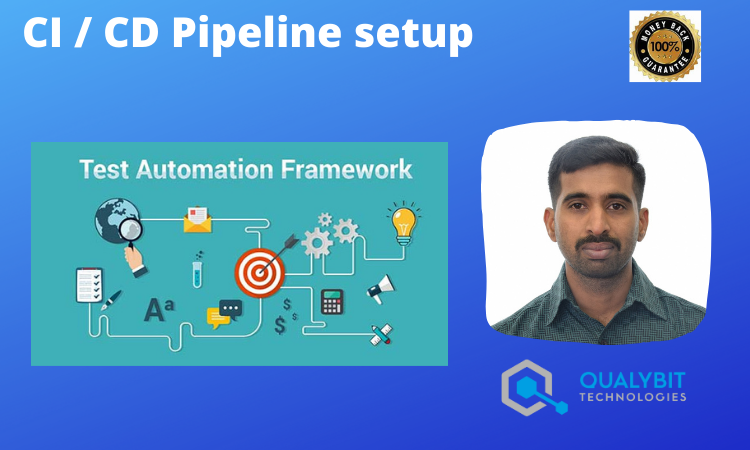 CI / CD Pipeline setup
MONEY BACK
100%
GUARANTEE
Test Automation Framework
Aa
$
$
$
QUALYBIT
TECHNOLOGIES